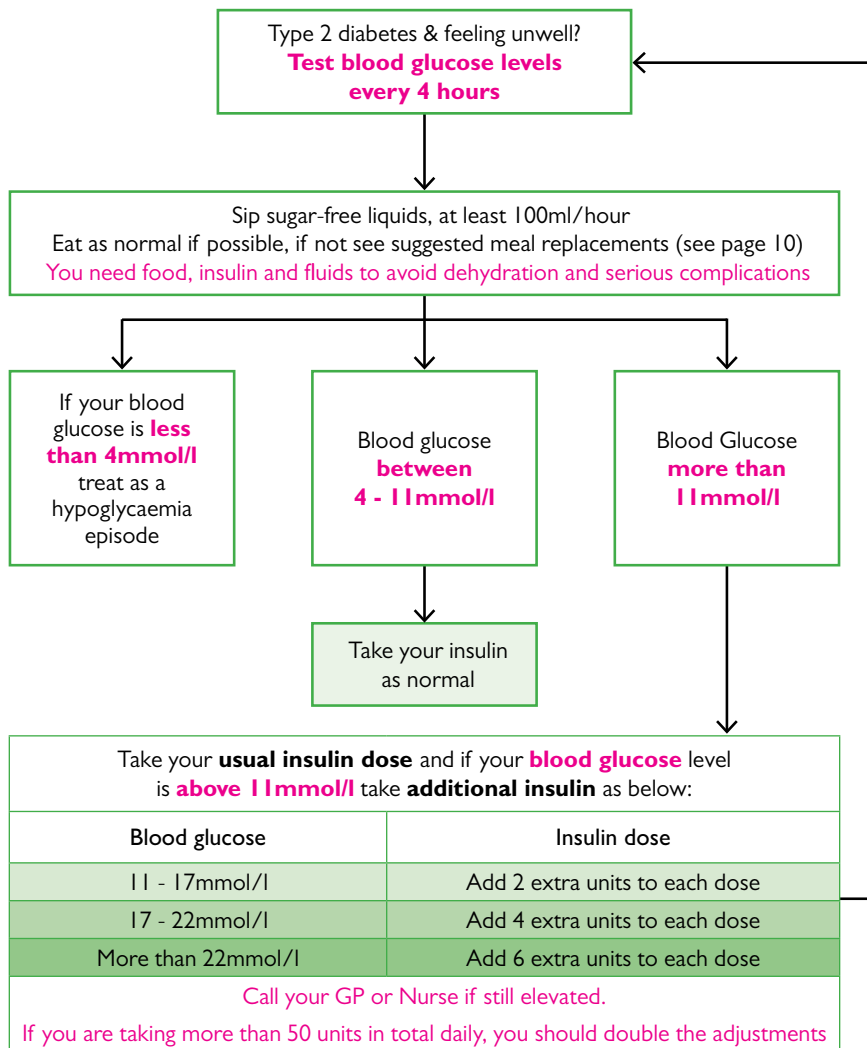 Type 2 diabetes & feeling unwell?
Test blood glucose levels
every 4 hours
Sip sugar-free liquids, at least 100ml/hour
Eat as normal if possible, if not see suggested meal replacements (see page 10)
You need food, insulin and fluids to avoid dehydration and serious complications
If your blood
glucose is less
than 4mmol/l
treat as a
hypoglycaemia
episode
Blood glucose
between
4 - 11mmol/l
Blood Glucose
more than
11mmol/l
Take your insulin
as normal
Take your usual insulin dose and if your blood glucose level
is above 11mmol/l take additional insulin as below:
Blood glucose Insulin dose
11 - 17mmol/l Add 2 extra units to each dose
17 - 22mmol/l Add 4 extra units to each dose
More than 22mmol/l Add 6 extra units to each dose
Call your GP or Nurse if still elevated.
If you are taking more than 50 units in total daily, you should double the adjustments